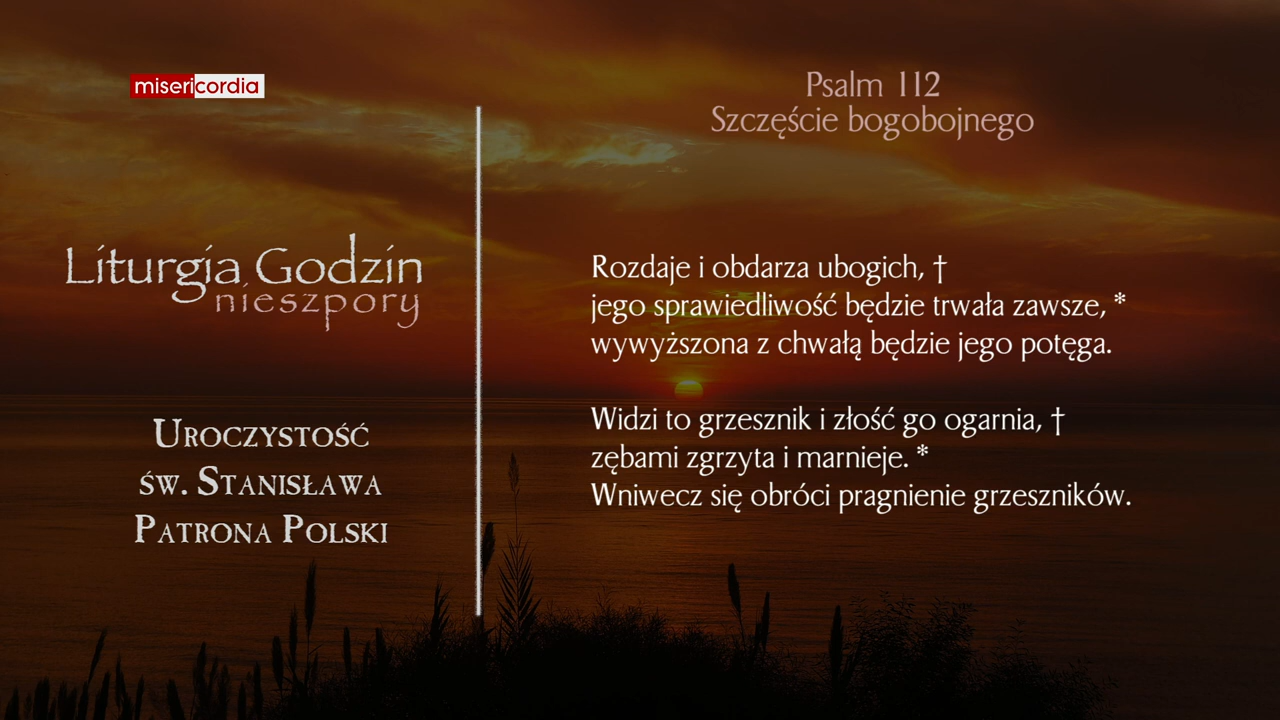 misericordia
Liturgia Godzin
nieszpory
Uroczystość
św. Stanisława
Patrona Polski
Psalm 112
Szczęście bogobojnego
Rozdaje i obdarza ubogich, †
jego sprawiedliwość będzie trwała zawsze, *
wywyższona z chwałą będzie jego potęga.
Widzi to grzesznik i złość go ogarnia, †
zębami zgrzyta i marnieje. *
Wniwecz się obróci pragnienie grzeszników.